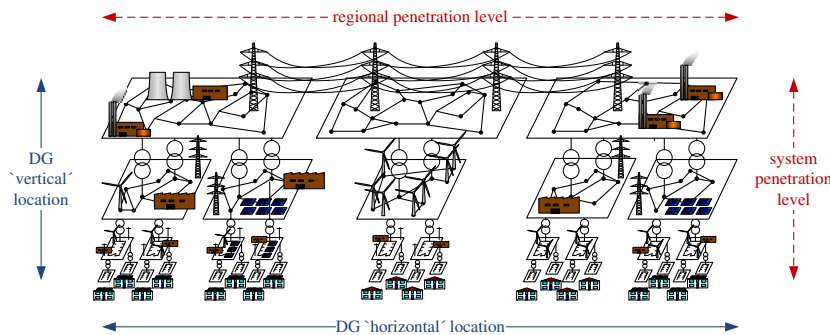 regional penetration level
DG
`vertical´
location
system
penetration
level
DG `horizontal´ location